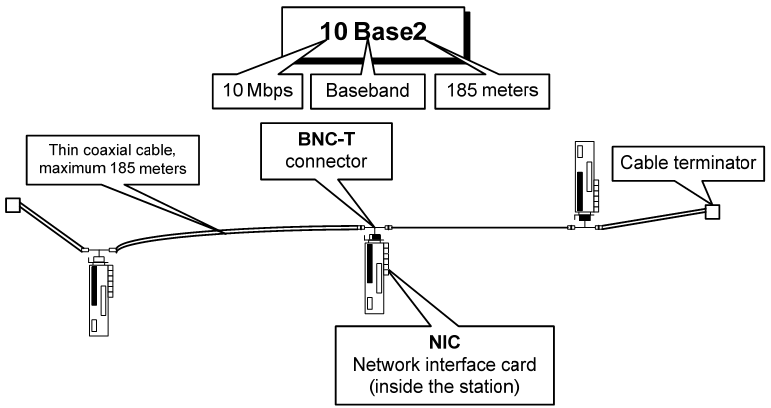 10 Base2
10 Mbps
Baseband
185 meters
Thin coaxial cable,
maximum 185 meters
BNC-T
connector
Cable terminator
NIC
Network interface card
(inside the station)